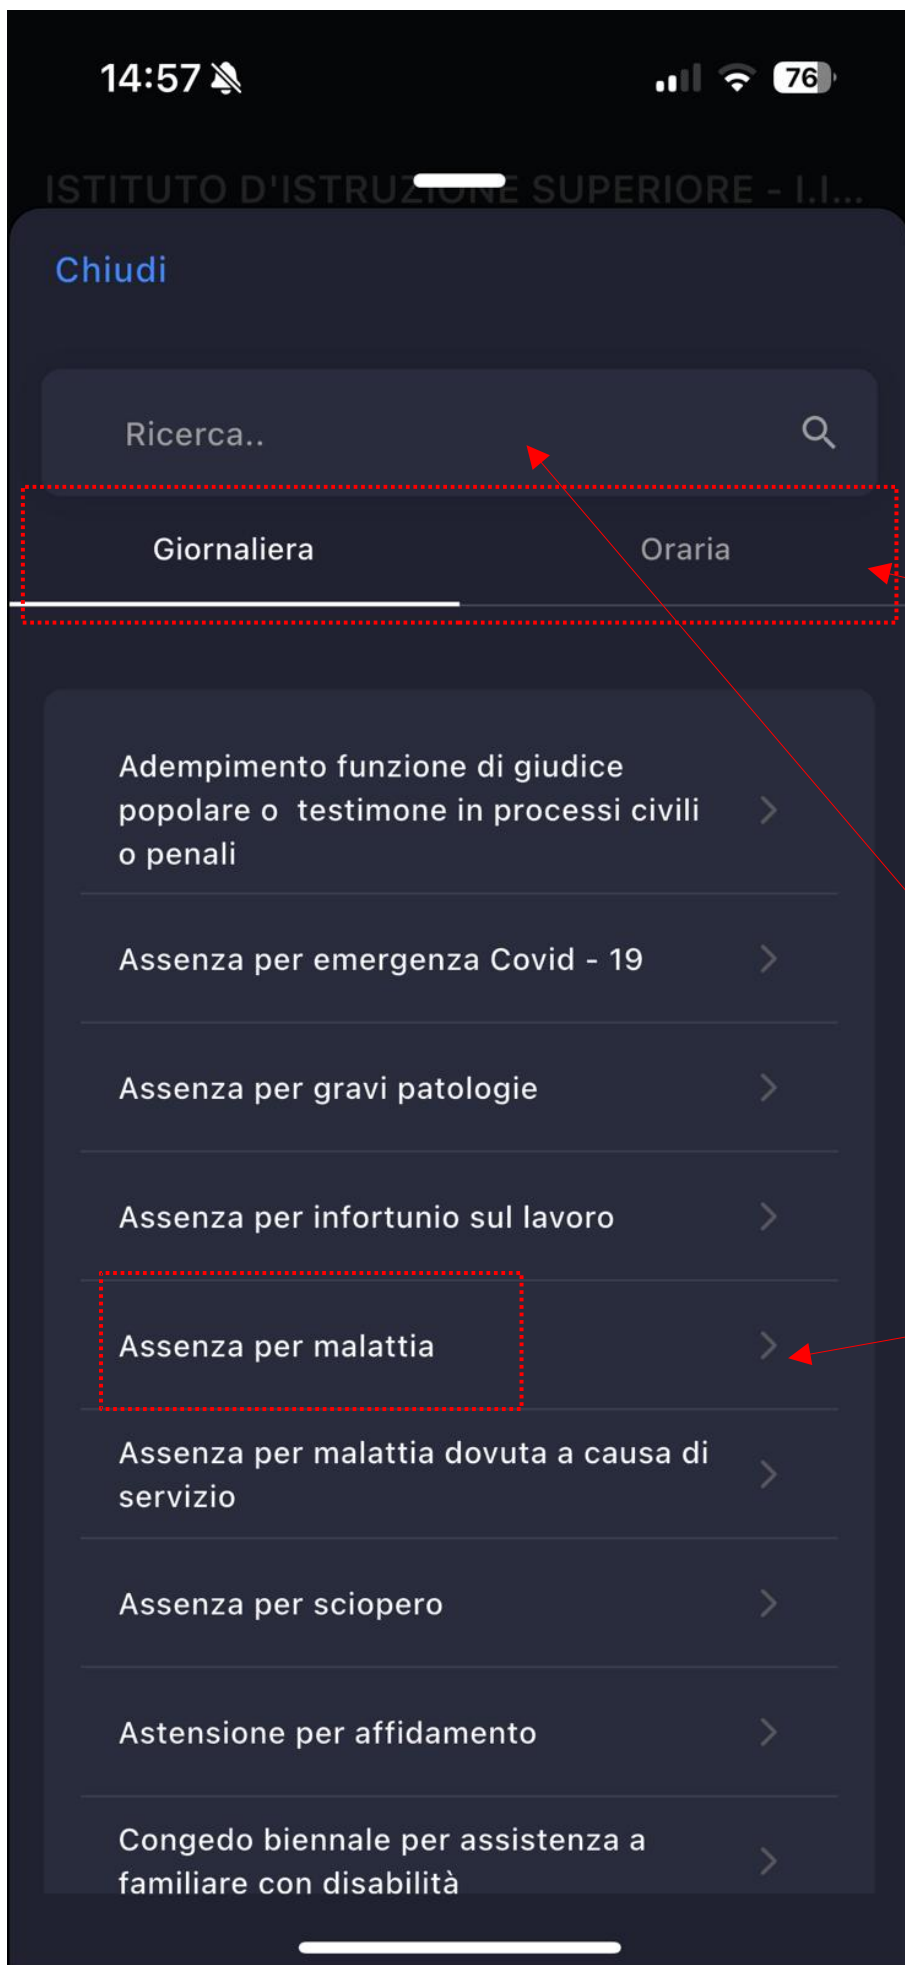 14:57
76
ISTITUTO D'ISTRUZIONE SUPERIORE - I.I...
Chiudi
Ricerca..
Giornaliera
Oraria
Adempimento funzione di giudice
popolare o  testimone in processi civili
o penali
Assenza per emergenza Covid - 19
Assenza per gravi patologie
Assenza per infortunio sul lavoro
Assenza per malattia
Assenza per malattia dovuta a causa di
servizio
Assenza per sciopero
Astensione per affidamento
Congedo biennale per assistenza a
familiare con disabilità